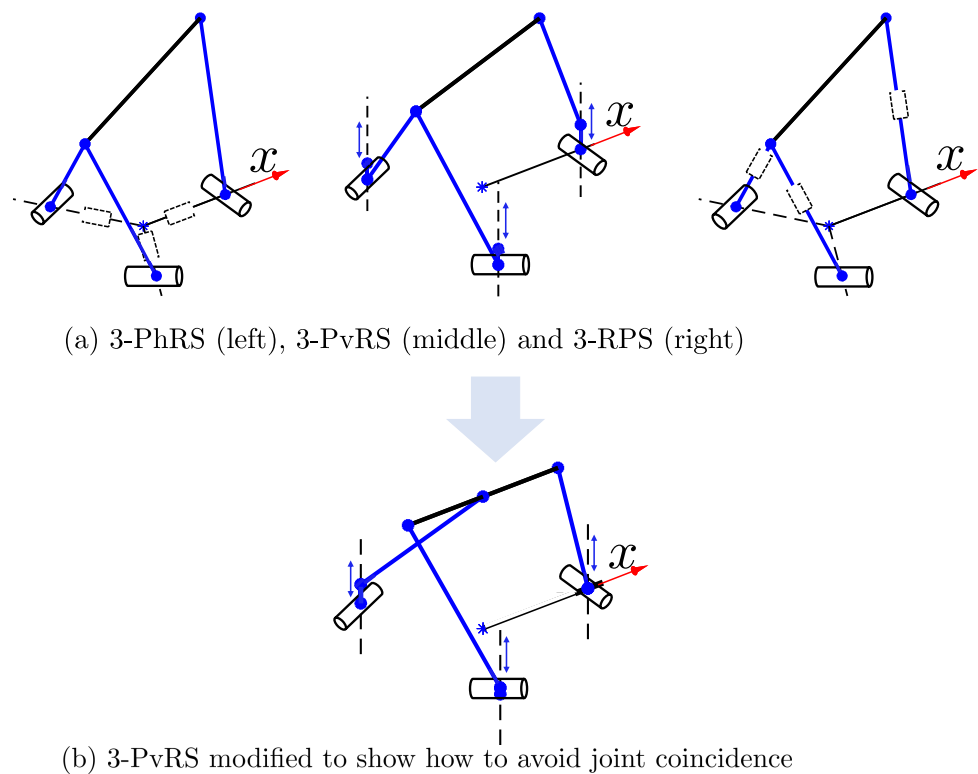 x
x
x
(a) 3-PhRS (left), 3-PvRS (middle) and 3-RPS (right)
x
(b) 3-PvRS modified to show how to avoid joint coincidence